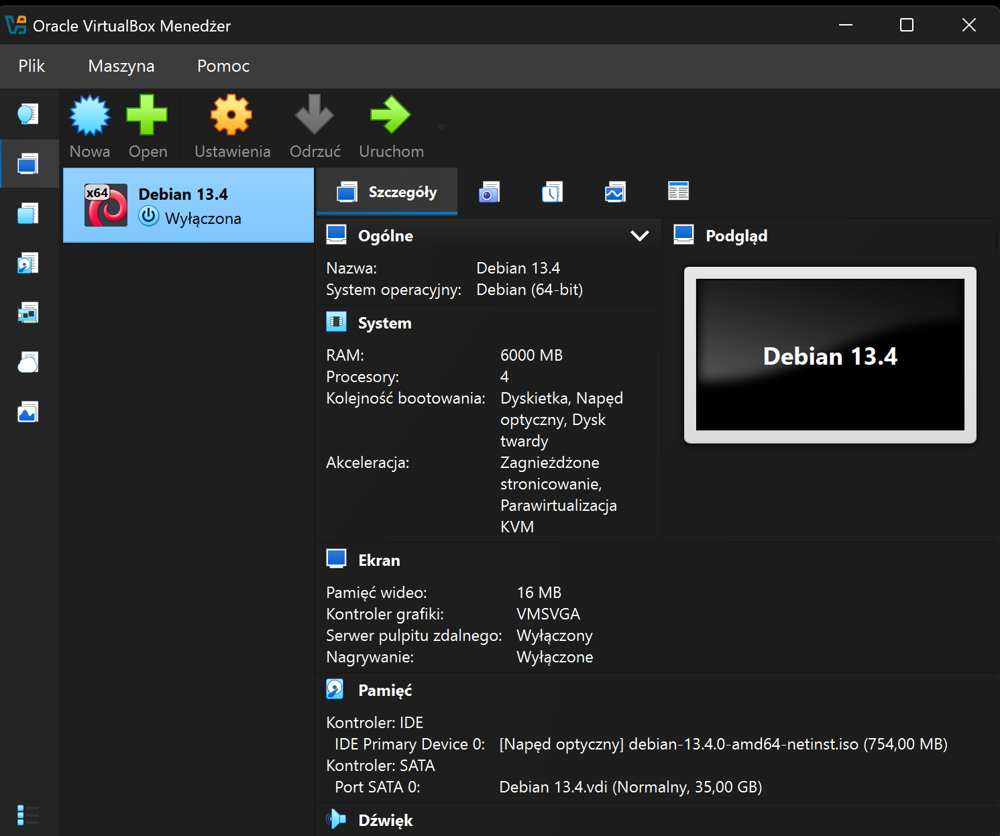 Oracle VirtualBox Menedżer
Plik Maszyna Pomoc
Nowa Open Ustawienia Odrzuć Uruchom
x64 Debian 13.4
Wyłączona
Szczegóły
Ogólne
Nazwa: Debian 13.4
System operacyjny: Debian (64-bit)
Podgląd
Debian 13.4
System
RAM: 6000 MB
Procesory: 4
Kolejność bootowania: Dyskietka, Napęd
optyczny, Dysk
twardy
Akceleracja: Zagnieżdżone
stronicowanie,
Parawirtualizacja
KVM
Ekran
Pamięć wideo: 16 MB
Kontroler grafiki: VMSVGA
Serwer pulpitu zdalnego: Wyłączony
Nagrywanie: Wyłączone
Pamięć
Kontroler: IDE
IDE Primary Device 0: [Napęd optyczny] debian-13.4.0-amd64-netinst.iso (754,00 MB)
Kontroler: SATA
Port SATA 0: Debian 13.4.vdi (Normalny, 35,00 GB)
Dźwięk